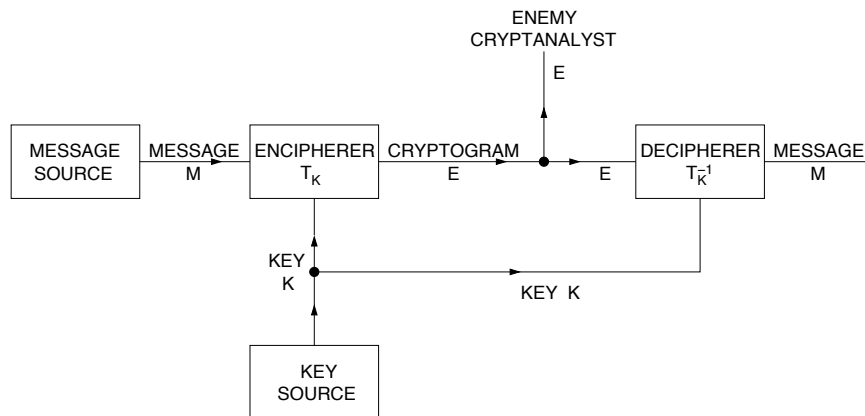 ENEMY
CRYPTANALYST
E
MESSAGE
SOURCE
MESSAGE
M
ENCIPHERER
T_K
CRYPTOGRAM
E
E
DECIPHERER
T_K^-1
MESSAGE
M
KEY
K
KEY K
KEY
SOURCE